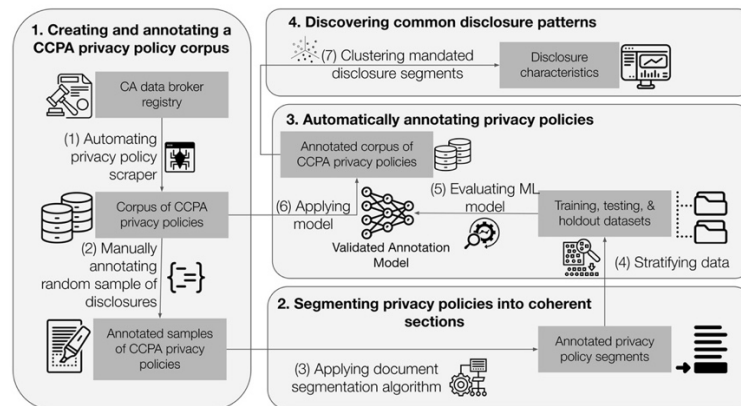 1. Creating and annotating a
CCPA privacy policy corpus
CA data broker
registry
(1) Automating
privacy policy
scraper
Corpus of CCPA
privacy policies
(2) Manually
annotating
random sample of
disclosures
Annotated samples
of CCPA privacy
policies
4. Discovering common disclosure patterns
(7) Clustering mandated
disclosure segments
Disclosure
characteristics
3. Automatically annotating privacy policies
Annotated corpus of
CCPA privacy policies
(6) Applying
model
Validated Annotation
Model
(5) Evaluating ML
model
Training, testing, &
holdout datasets
(4) Stratifying data
2. Segmenting privacy policies into coherent
sections
(3) Applying document
segmentation algorithm
Annotated privacy
policy segments